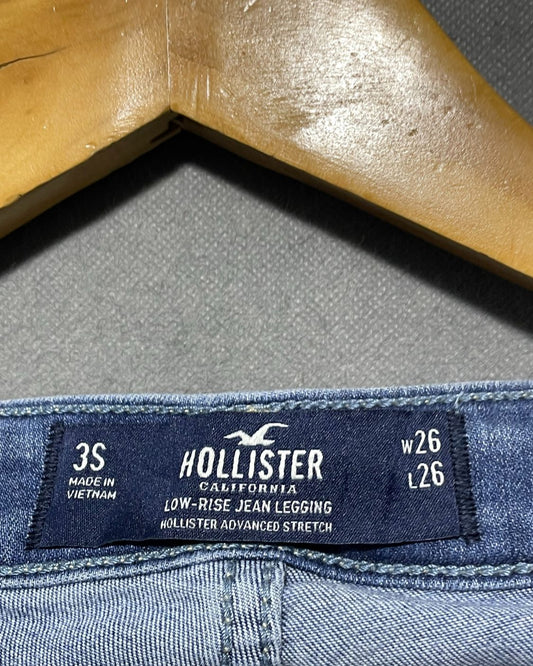 3S
MADE IN
VIETNAM
HOLLISTER
CALIFORNIA
LOW-RISE JEAN LEGGING
HOLLISTER ADVANCED STRETCH
W26
L26